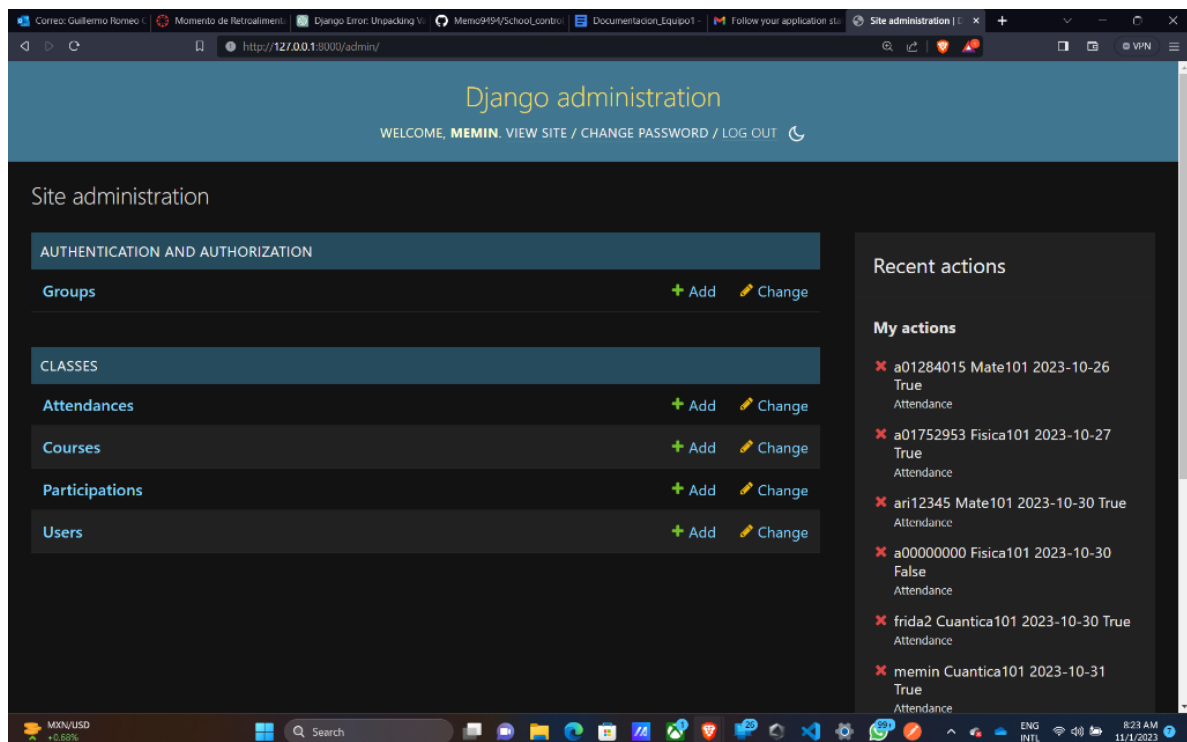 Correo: Guillermo Romeo C
Momento de Retroaliment
Django Error: Unpacking Va
Memo9494/School_control
Documentacion_Equipo1 -
Follow your application sta
Site administration | D
http://127.0.0.1:8000/admin/
VPN
Django administration
WELCOME, MEMIN. VIEW SITE / CHANGE PASSWORD / LOG OUT
Site administration
AUTHENTICATION AND AUTHORIZATION
Groups
Add
Change
CLASSES
Attendances
Add
Change
Courses
Add
Change
Participations
Add
Change
Users
Add
Change
Recent actions
My actions
a01284015 Mate101 2023-10-26
True
Attendance
a01752953 Fisica101 2023-10-27
True
Attendance
ari12345 Mate101 2023-10-30 True
Attendance
a00000000 Fisica101 2023-10-30
False
Attendance
frida2 Cuantica101 2023-10-30 True
Attendance
memin Cuantica101 2023-10-31
True
Attendance
MXN/USD
+0.68%
Search
26
99+
ENG
INTL
8:23 AM
11/1/2023